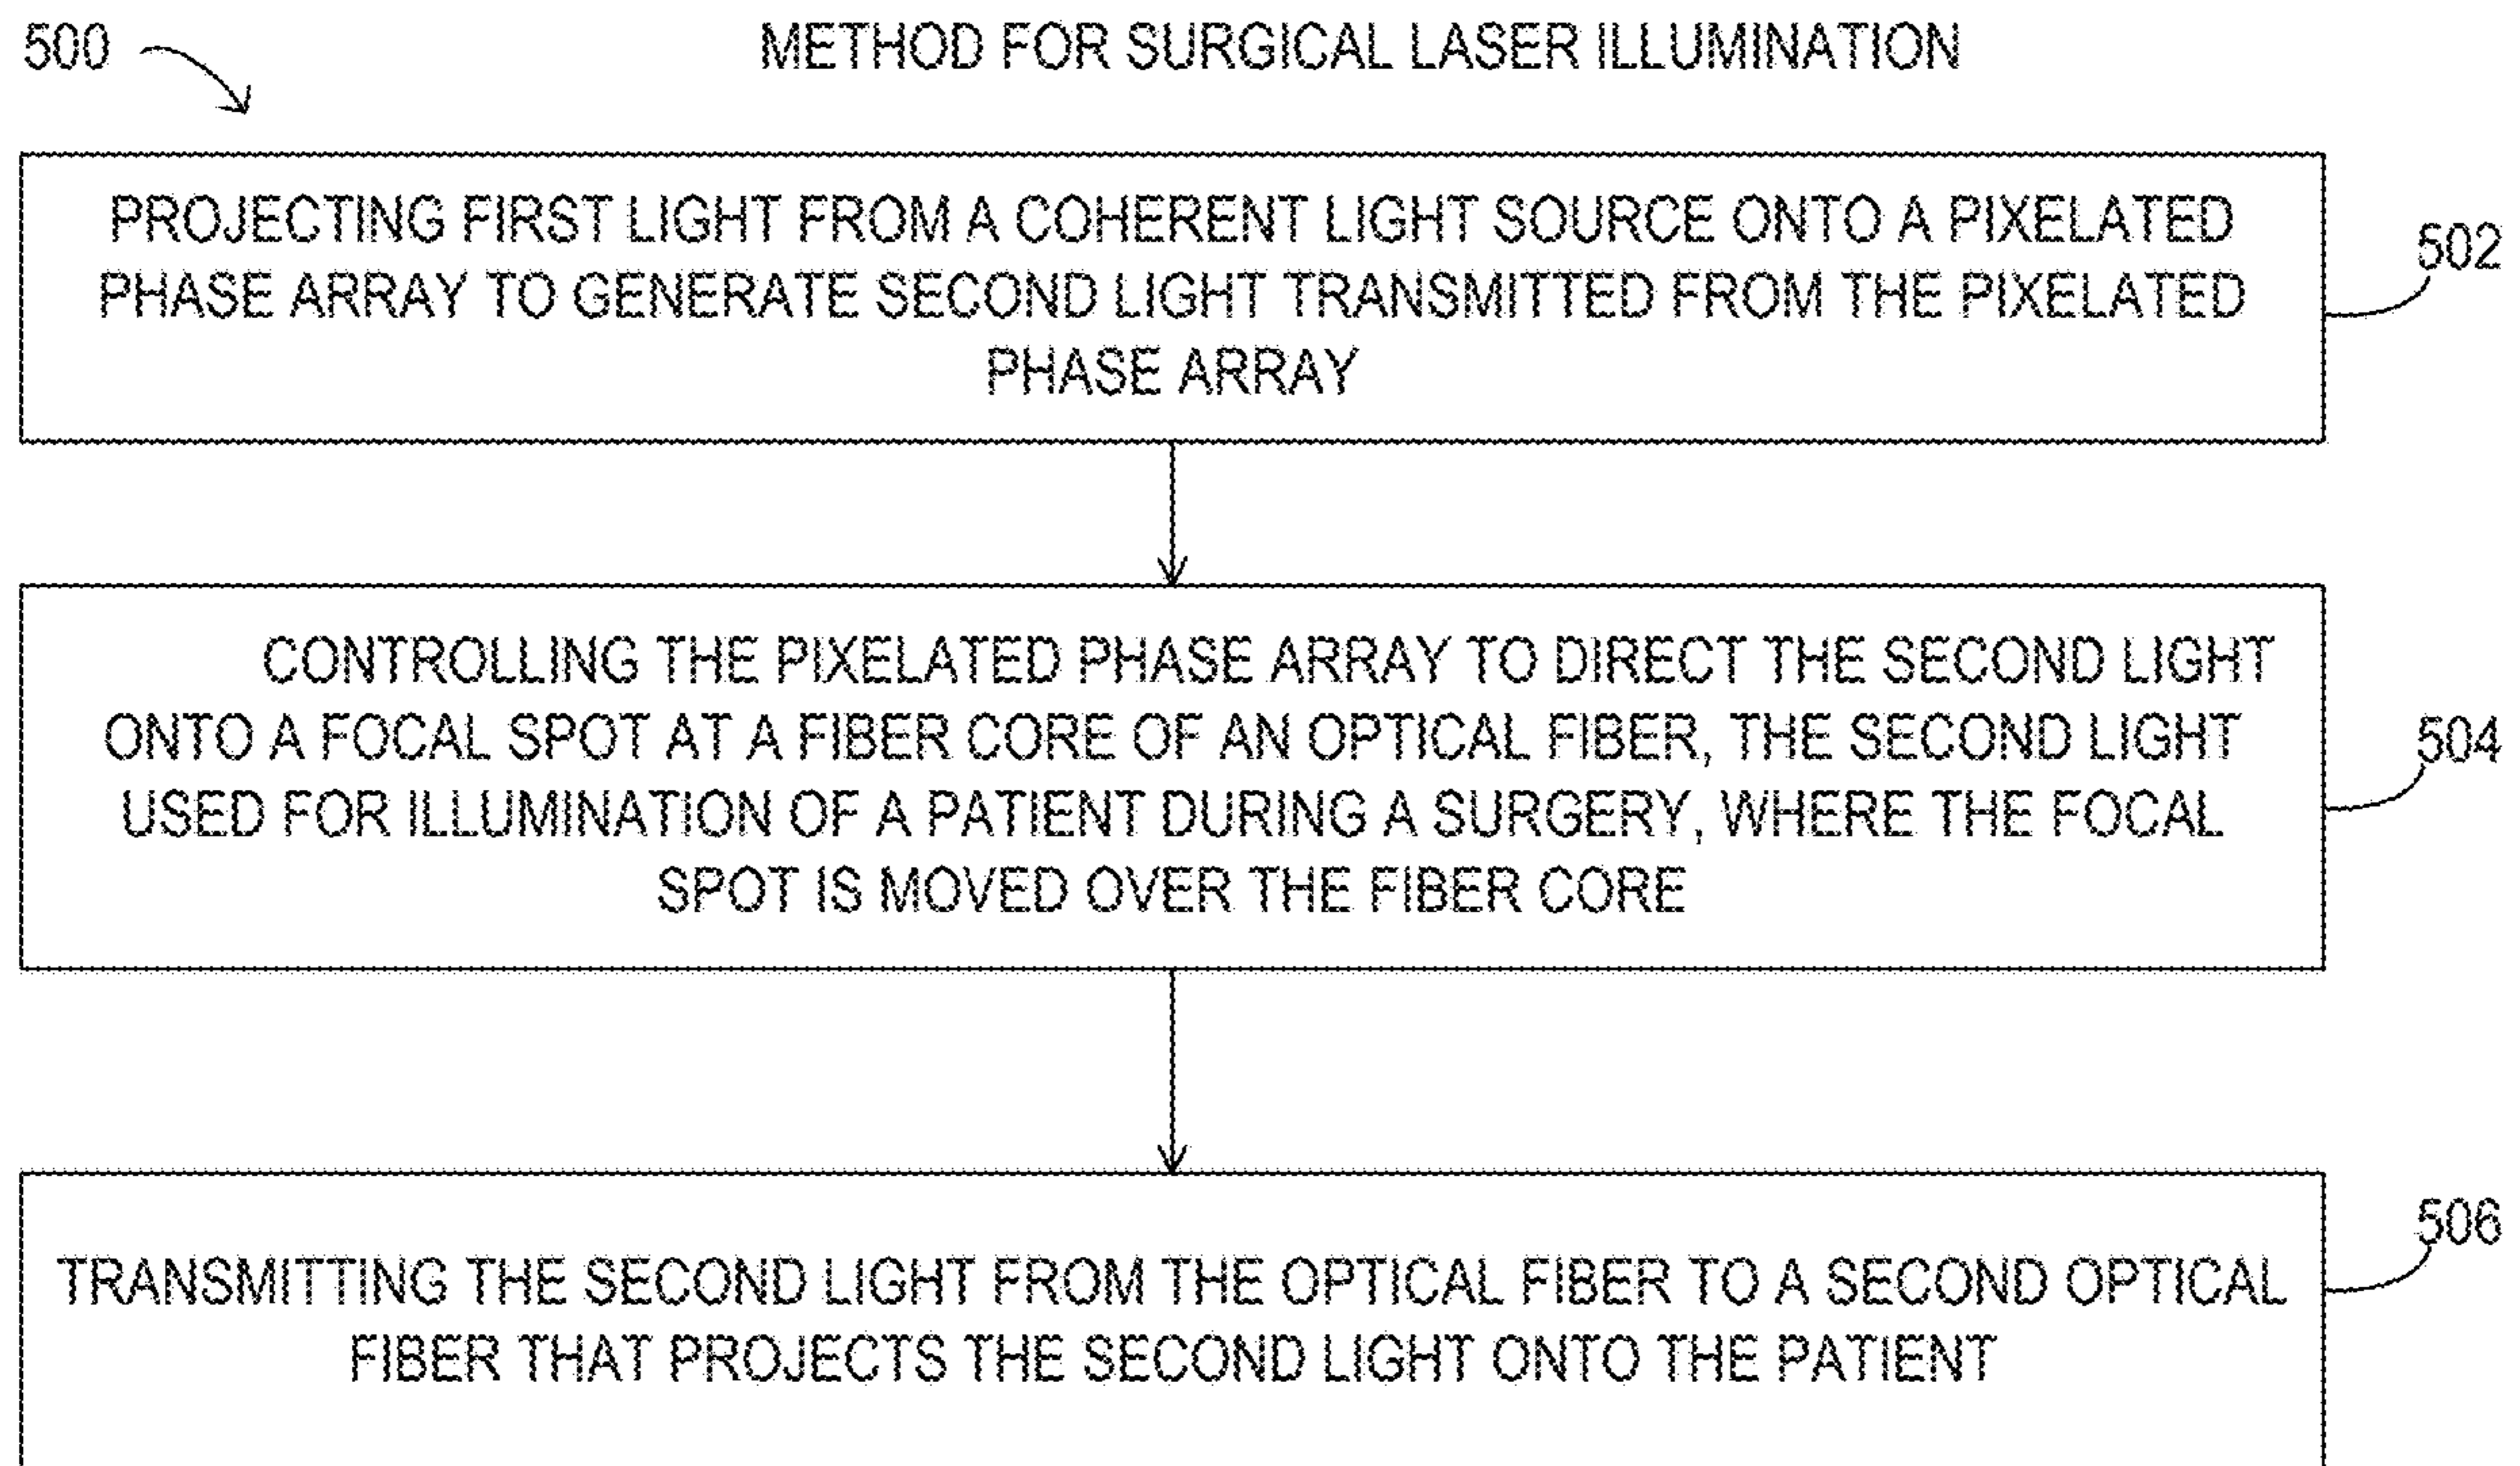 500
METHOD FOR SURGICAL LASER ILLUMINATION
PROJECTING FIRST LIGHT FROM A COHERENT LIGHT SOURCE ONTO A PIXELATED
PHASE ARRAY TO GENERATE SECOND LIGHT TRANSMITTED FROM THE PIXELATED
PHASE ARRAY
502
CONTROLLING THE PIXELATED PHASE ARRAY TO DIRECT THE SECOND LIGHT
ONTO A FOCAL SPOT AT A FIBER CORE OF AN OPTICAL FIBER, THE SECOND LIGHT
USED FOR ILLUMINATION OF A PATIENT DURING A SURGERY, WHERE THE FOCAL
SPOT IS MOVED OVER THE FIBER CORE
504
TRANSMITTING THE SECOND LIGHT FROM THE OPTICAL FIBER TO A SECOND OPTICAL
FIBER THAT PROJECTS THE SECOND LIGHT ONTO THE PATIENT
506